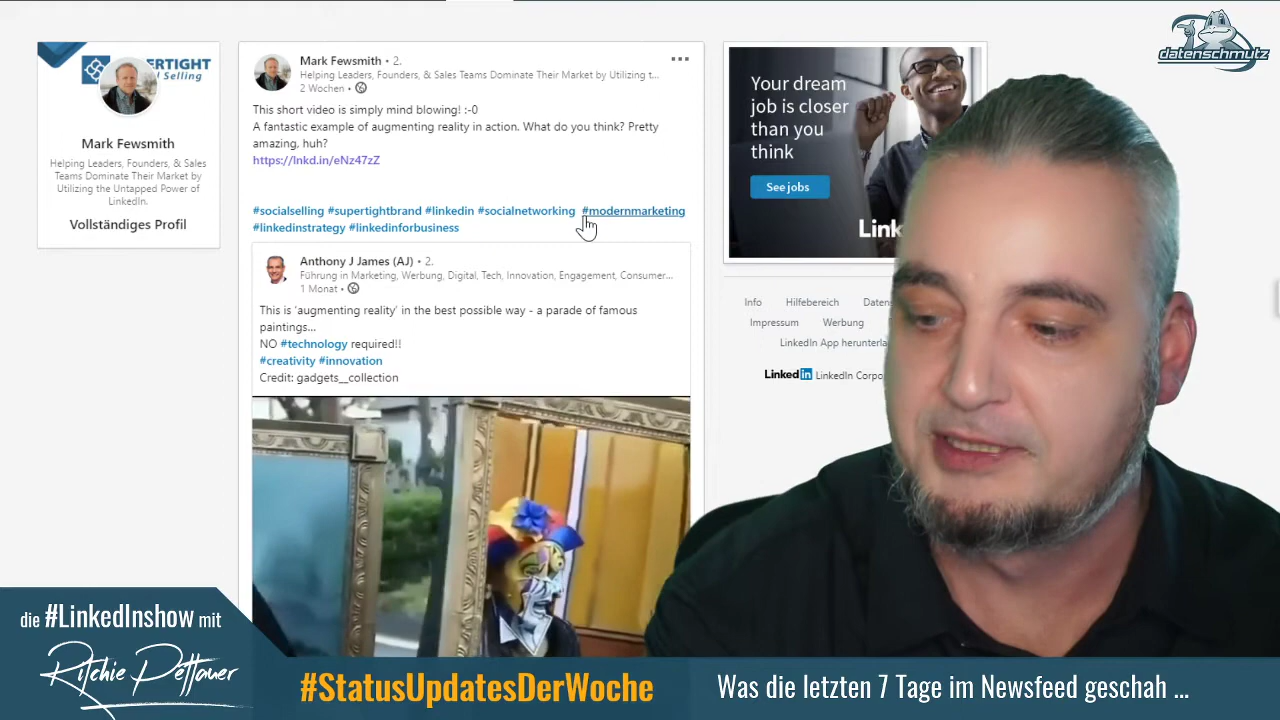 datenschmutz
ERTIGHT
l Selling
Mark Fewsmith
Helping Leaders, Founders, & Sales
Teams Dominate Their Market by
Utilizing the Untapped Power of
LinkedIn.
Vollständiges Profil
Mark Fewsmith • 2.
Helping Leaders, Founders, & Sales Teams Dominate Their Market by Utilizing t...
2 Wochen •
This short video is simply mind blowing! :-0
A fantastic example of augmenting reality in action. What do you think? Pretty
amazing, huh?
https://lnkd.in/eNz47zZ
#socialselling #supertightbrand #linkedin #socialnetworking #modernmarketing
#linkedinstrategy #linkedinforbusiness
Anthony J James (AJ) • 2.
Führung in Marketing, Werbung, Digital, Tech, Innovation, Engagement, Consumer...
1 Monat •
This is 'augmenting reality' in the best possible way - a parade of famous
paintings...
NO #technology required!!
#creativity #innovation
Credit: gadgets__collection
Your dream
job is closer
than you
think
See jobs
Link
Info Hilfebereich Daten
Impressum Werbung
LinkedIn App herunterla
Linkedin LinkedIn Corpo
die #LinkedInshow mit
Ritchie Pettauer
#StatusUpdatesDerWoche
Was die letzten 7 Tage im Newsfeed geschah ...